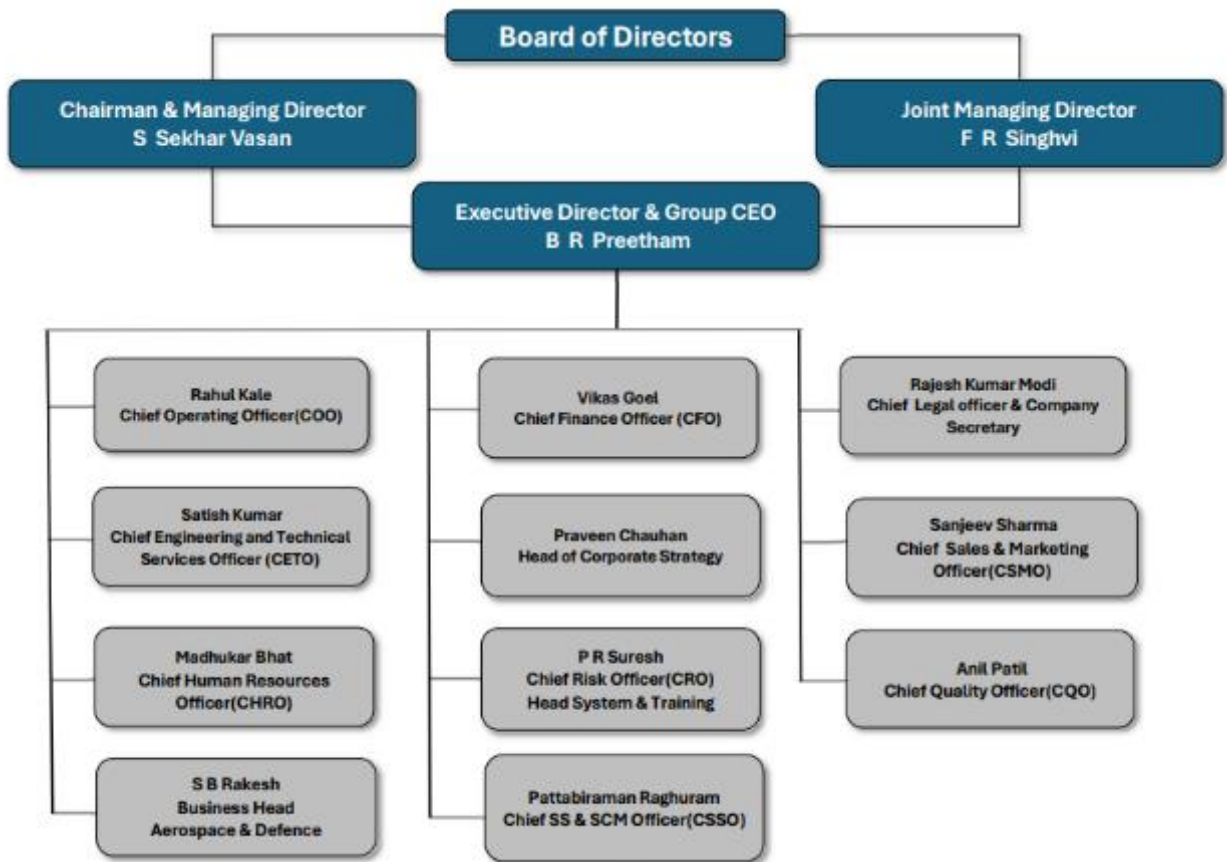 Board of Directors
Chairman & Managing Director
S Sekhar Vasan
Joint Managing Director
F R Singhvi
Executive Director & Group CEO
B R Preetham
Rahul Kale
Chief Operating Officer(COO)
Vikas Goel
Chief Finance Officer (CFO)
Rajesh Kumar Modi
Chief Legal officer & Company
Secretary
Satish Kumar
Chief Engineering and Technical
Services Officer (CETO)
Praveen Chauhan
Head of Corporate Strategy
Sanjeev Sharma
Chief Sales & Marketing
Officer(CSMO)
Madhukar Bhat
Chief Human Resources
Officer(CHRO)
P R Suresh
Chief Risk Officer(CRO)
Head System & Training
Anil Patil
Chief Quality Officer(CQO)
S B Rakesh
Business Head
Aerospace & Defence
Pattabiraman Raghuram
Chief SS & SCM Officer(CSSO)